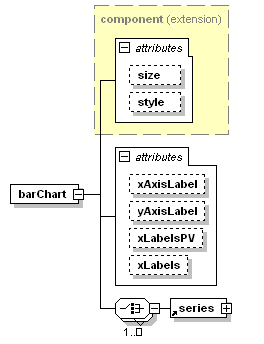 component (extension)
attributes
size
style
attributes
xAxisLabel
yAxisLabel
barChart
xLabelsPV
xLabels
series
1..